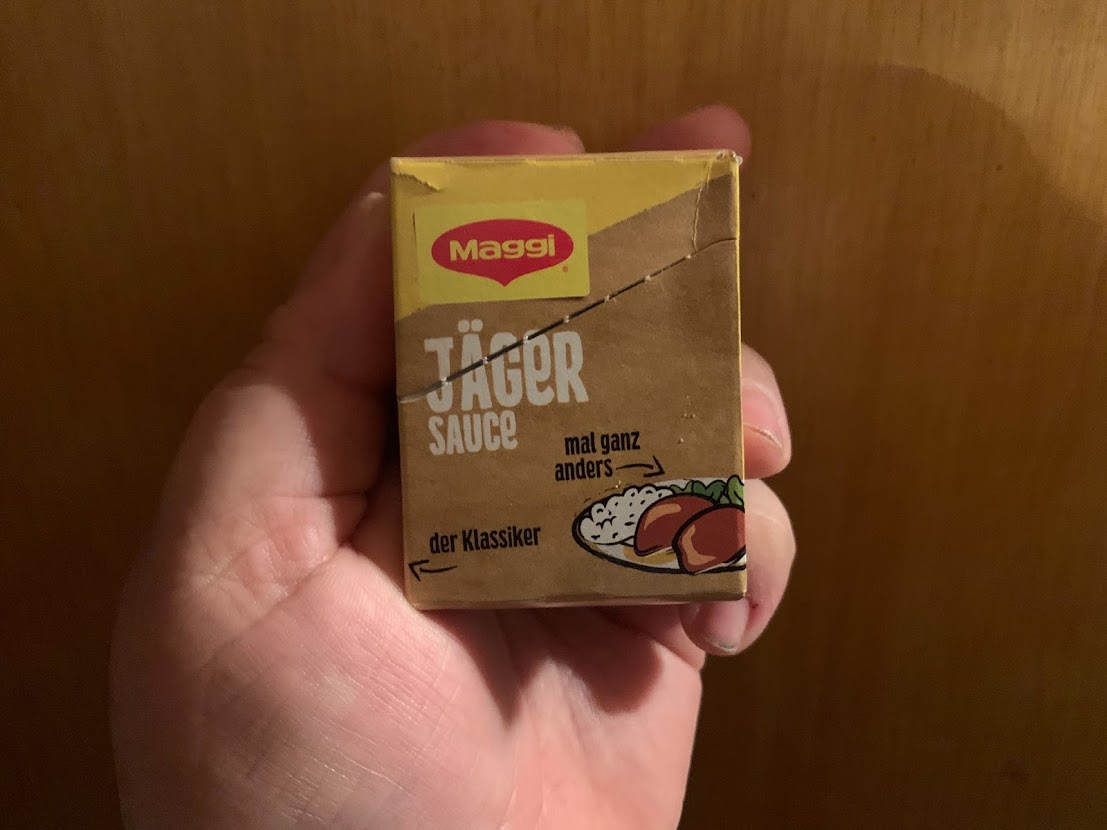 Maggi
JÄGeR
SAUCe
mal ganz
anders
der Klassiker